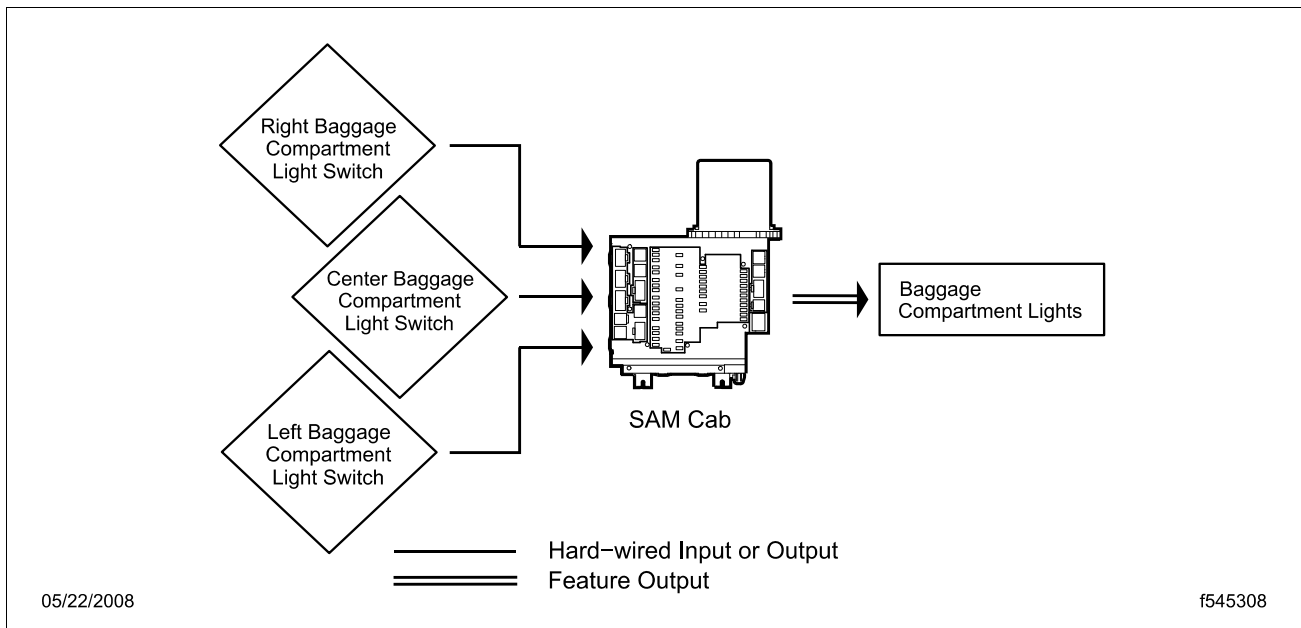 Right Baggage
Compartment
Light Switch
Center Baggage
Compartment
Light Switch
Left Baggage
Compartment
Light Switch
SAM Cab
Baggage
Compartment Lights
Hard-wired Input or Output
Feature Output
05/22/2008
f545308